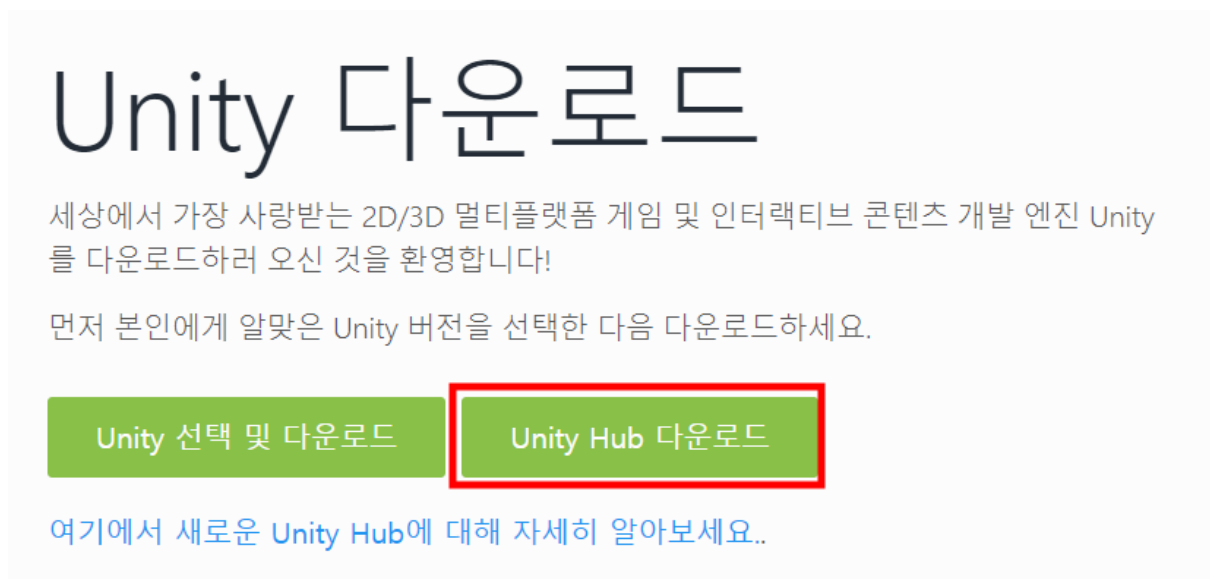 Unity 다운로드
세상에서 가장 사랑받는 2D/3D 멀티플랫폼 게임 및 인터랙티브 콘텐츠 개발 엔진 Unity
를 다운로드하러 오신 것을 환영합니다!
먼저 본인에게 알맞은 Unity 버전을 선택한 다음 다운로드하세요.
Unity 선택 및 다운로드
Unity Hub 다운로드
여기에서 새로운 Unity Hub에 대해 자세히 알아보세요..